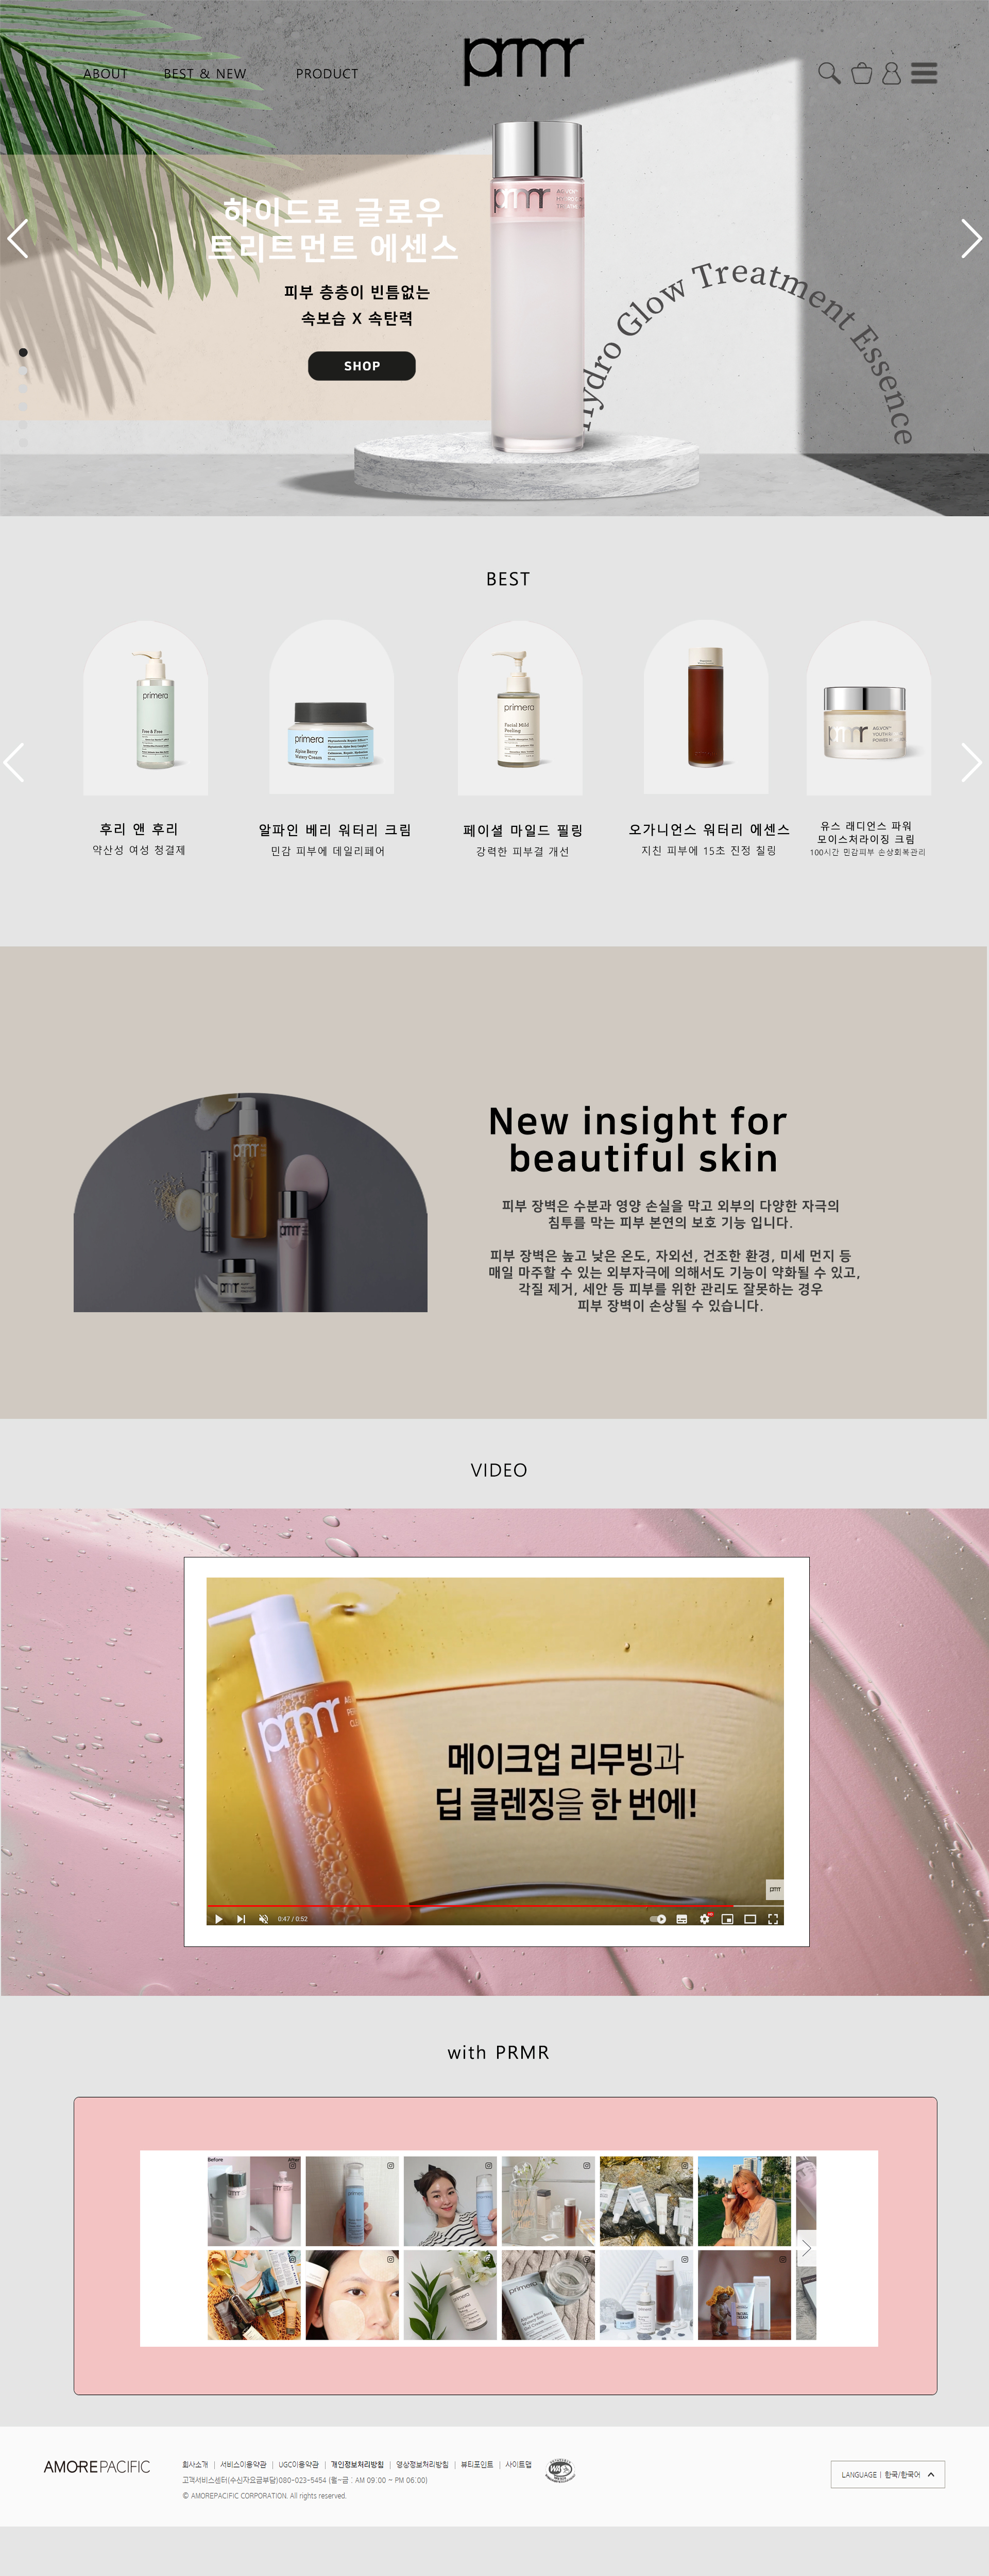 prmr
ABOUT BEST & NEW PRODUCT
하이드로 글로우
트리트먼트 에센스
피부 층층이 빈틈없는
속보습 X 속탄력
SHOP
prmr
Hydro Glow Treatment Essence
BEST
primera
Free & Free
primera
Alpine Berry
Watery Cream
primera
Facial Mild
Peeling
prmr
후리 앤 후리
약산성 여성 청결제
알파인 베리 워터리 크림
민감 피부에 데일리페어
페이셜 마일드 필링
강력한 피부결 개선
오가니언스 워터리 에센스
지친 피부에 15초 진정 칠링
유스 래디언스 파워
모이스처라이징 크림
100시간 민감피부 손상회복관리
New insight for
beautiful skin
피부 장벽은 수분과 영양 손실을 막고 외부의 다양한 자극의
침투를 막는 피부 본연의 보호 기능 입니다.
피부 장벽은 높고 낮은 온도, 자외선, 건조한 환경, 미세 먼지 등
매일 마주할 수 있는 외부자극에 의해서도 기능이 약화될 수 있고,
각질 제거, 세안 등 피부를 위한 관리도 잘못하는 경우
피부 장벽이 손상될 수 있습니다.
VIDEO
prmr
메이크업 리무빙과
딥 클렌징을 한 번에!
prmr
0:47 / 0:52
with PRMR
Before
AMOREPACIFIC
회사소개 | 서비스이용약관 | UGC이용약관 | 개인정보처리방침 | 영상정보처리방침 | 뷰티포인트 | 사이트맵
고객서비스센터(수신자요금부담)080-023-5454 (월~금 : AM 09:00 ~ PM 06:00)
© AMOREPACIFIC CORPORATION. All rights reserved.
LANGUAGE | 한국/한국어